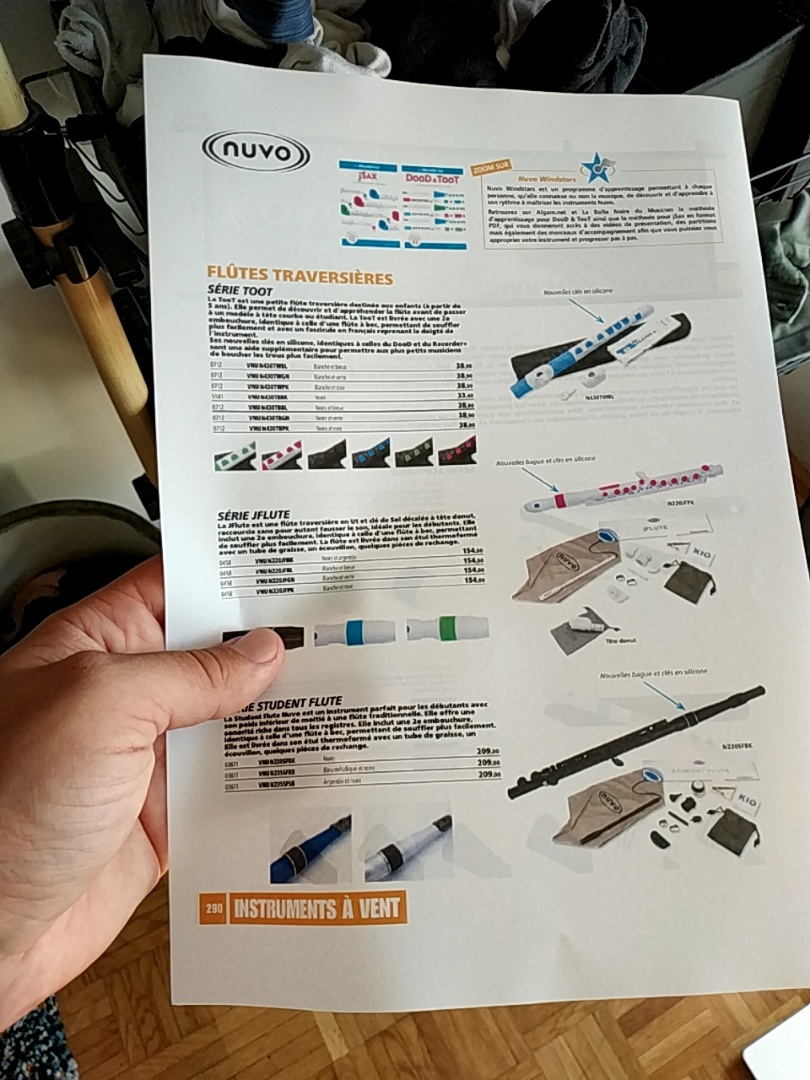 nuvo
jSAX
DooD & TooT
ZOOM SUR
Nuvo Windstars
Nuvo Windstars est un programme d'apprentissage permettant à chaque
personne, qu'elle connaisse ou non la musique, de découvrir et d'apprendre à
son rythme à maîtriser les instruments Nuvo.
Retrouvez sur Algam.net et La Boîte Noire du Musicien la méthode
d'apprentissage pour DooD & TooT ainsi que la méthode pour jSax en format
PDF, qui vous donneront accès à des vidéos de présentation, des partitions
mais également des morceaux d'accompagnement afin que vous puissiez vous
approprier votre instrument et progresser pas à pas.
FLÛTES TRAVERSIÈRES
SÉRIE TOOT
La TooT est une petite flûte traversière destinée aux enfants (à partir de
5 ans). Elle permet de découvrir et d'appréhender la flûte avant de passer
à un modèle à tête courbe ou étudiant. La TooT est livrée avec une 2e
embouchure, identique à celle d'une flûte à bec, permettant de souffler
plus facilement et avec un fascicule en français reprenant le doigté de
l'instrument.
Ses nouvelles clés en silicone, identiques à celles du DooD et du Recorder+
sont une aide supplémentaire pour permettre aux plus petits musiciens
de boucher les trous plus facilement.
0712 VNU N430TWBL Blanche et bleue 38,90
0712 VNU N430TWGN Blanche et verte 38,90
0712 VNU N430TWPK Blanche et rose 38,90
5581 VNU N430TBBK Noire 33,60
0712 VNU N430TBBL Noire et bleue 38,90
0712 VNU N430TBGN Noire et verte 38,90
0712 VNU N430TBPK Noire et rose 38,90
Nouvelles clés en silicone
N430TWBL
SÉRIE JFLUTE
La JFlute est une flûte traversière en Ut et clé de Sol décalée à tête donut,
raccourcie sans pour autant fausser le son, idéale pour les débutants. Elle
inclut une 2e embouchure, identique à celle d'une flûte à bec, permettant
de souffler plus facilement. La flûte est livrée dans son étui thermoformé
avec un tube de graisse, un écouvillon, quelques pièces de rechange.
0458 VNU N220JFBK Noire et argentée 154,00
0458 VNU N220JFBL Blanche et bleue 154,00
0458 VNU N220JFGN Blanche et verte 154,00
0458 VNU N220JFPK Blanche et rose 154,00
Nouvelles bague et clés en silicone
N220JFPK
JFLUTE
nuvo
KIO
Tête donut
STUDENT FLUTE
La Student Flute Nuvo est un instrument parfait pour les débutants avec
son poids inférieur de moitié à une flûte traditionnelle. Elle offre une
sonorité riche dans tous les registres. Elle inclut une 2e embouchure,
identique à celle d'une flûte à bec, permettant de souffler plus facilement.
Elle est livrée dans son étui thermoformé avec un tube de graisse, un
écouvillon, quelques pièces de rechange.
03611 VNU N230SFBK Noire 209,00
03611 Bleu métallique et noire 209,00
03611 Argentée et noire 209,00
Nouvelles bague et clés en silicone
N230SFBK
STUDENT FLUTE
nuvo
KIO
290 INSTRUMENTS À VENT